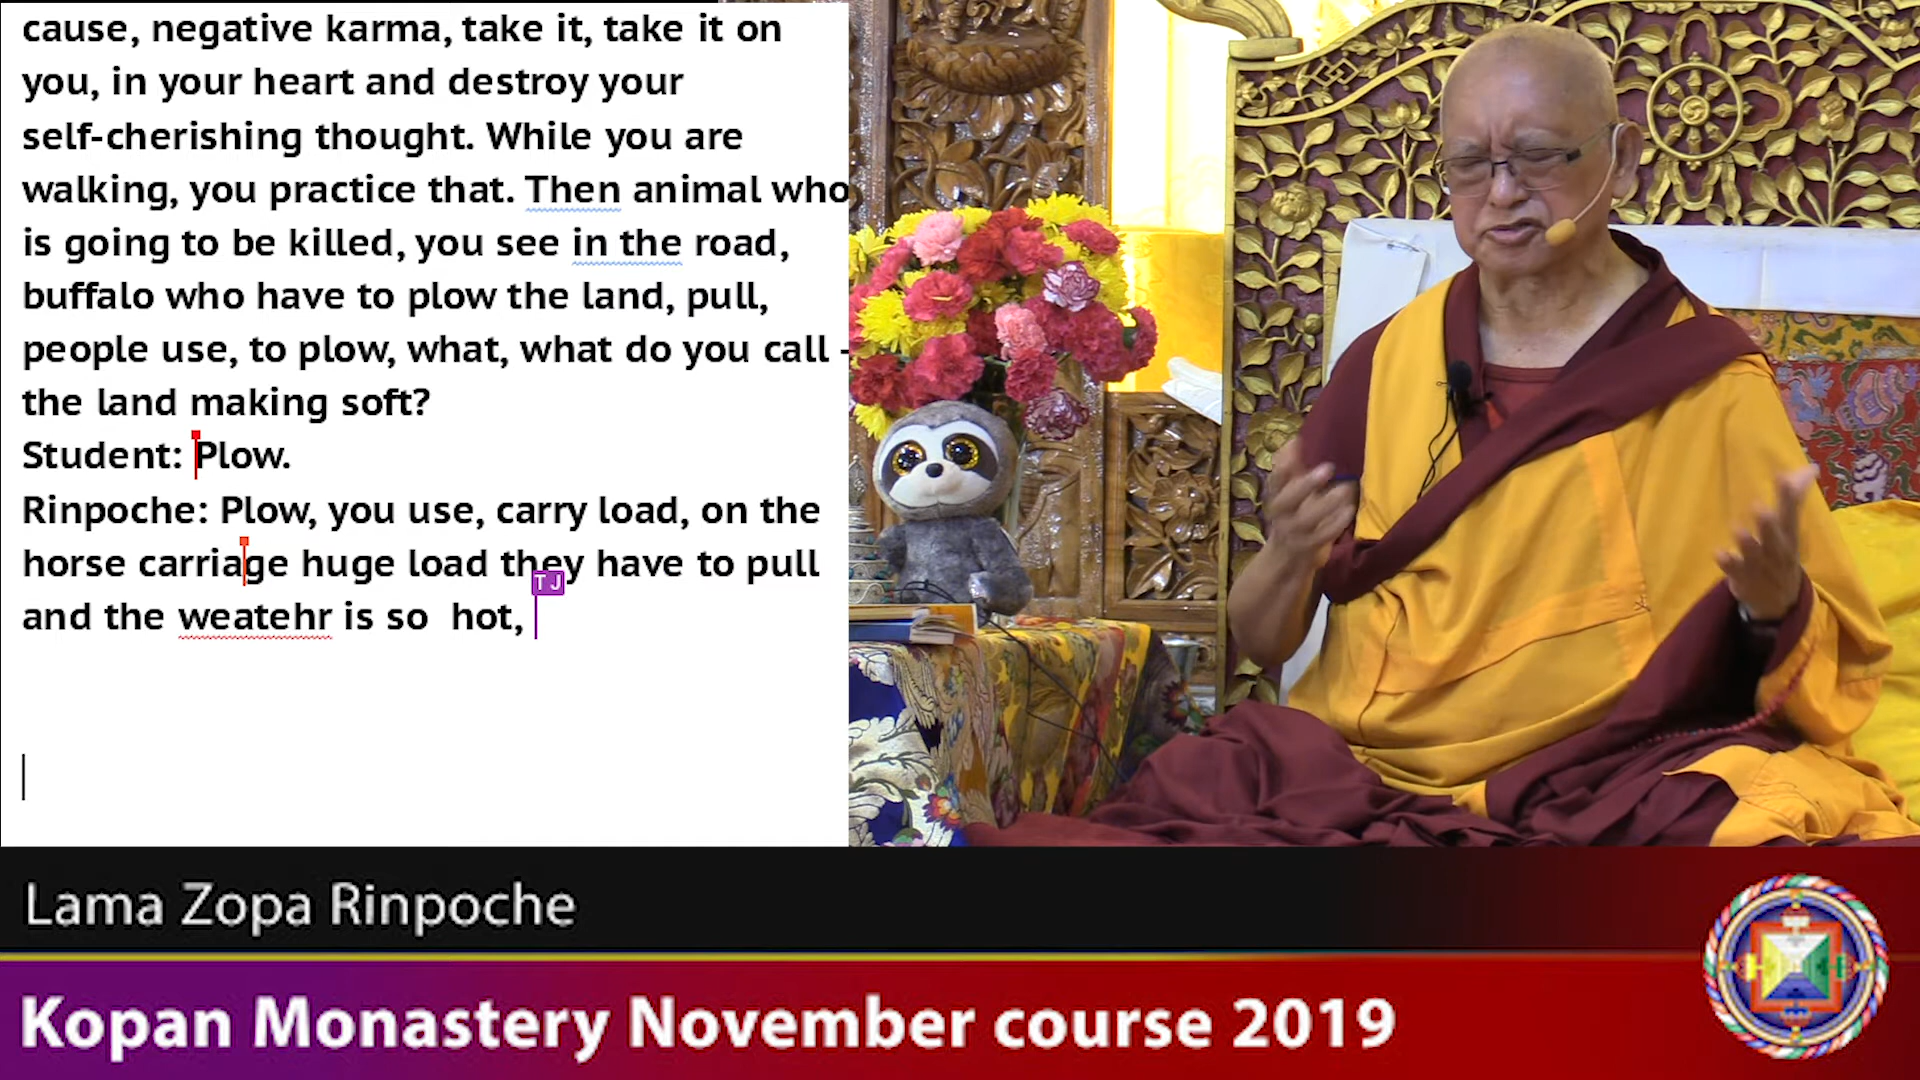 cause, negative karma, take it, take it on
you, in your heart and destroy your
self-cherishing thought. While you are
walking, you practice that. Then animal who
is going to be killed, you see in the road,
buffalo who have to plow the land, pull,
people use, to plow, what, what do you call -
the land making soft?
Student: Plow.
Rinpoche: Plow, you use, carry load, on the
horse carriage huge load they have to pull
and the weatehr is so  hot,
TJ
Lama Zopa Rinpoche
Kopan Monastery November course 2019